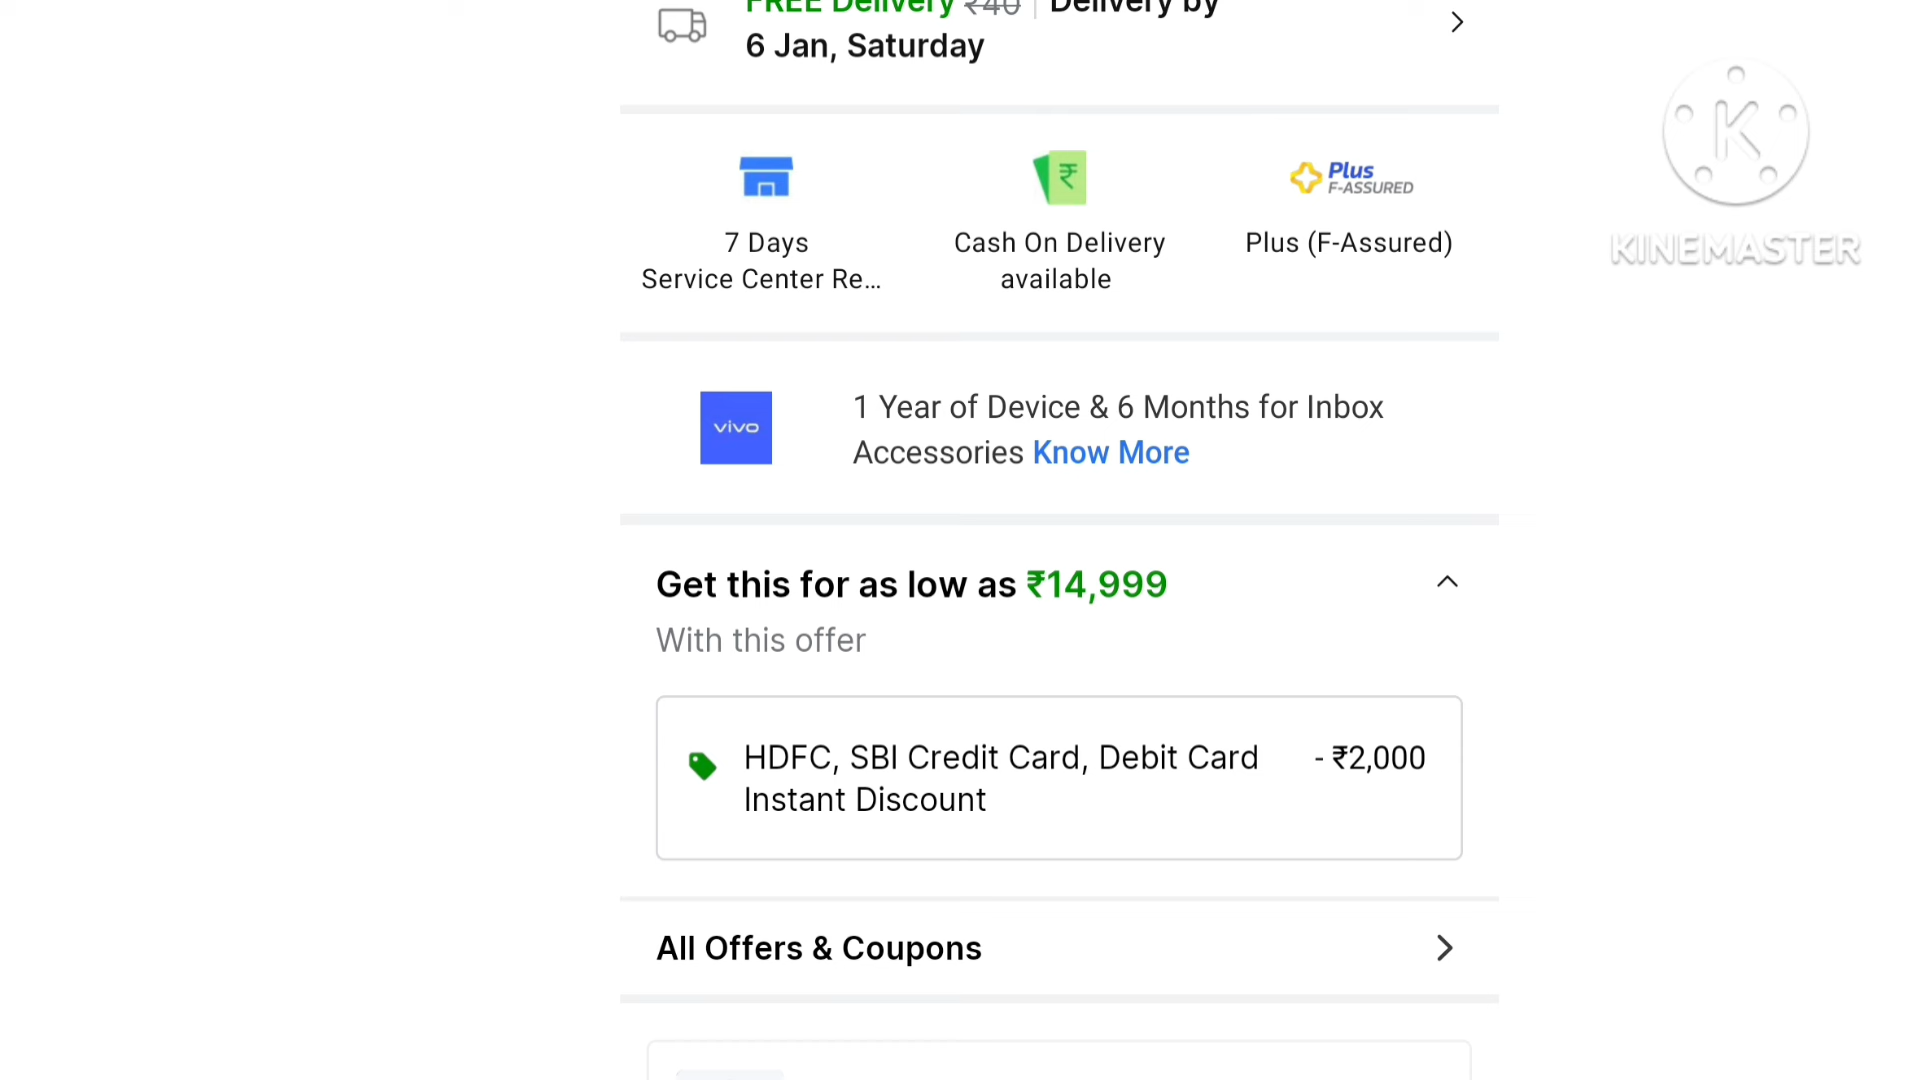 FREE Delivery ₹40 | Delivery by
6 Jan, Saturday
7 Days
Service Center Re...
₹
Cash On Delivery
available
Plus
F-ASSURED
Plus (F-Assured)
K
KINEMASTER
vivo
1 Year of Device & 6 Months for Inbox
Accessories Know More
Get this for as low as ₹14,999
With this offer
HDFC, SBI Credit Card, Debit Card - ₹2,000
Instant Discount
All Offers & Coupons